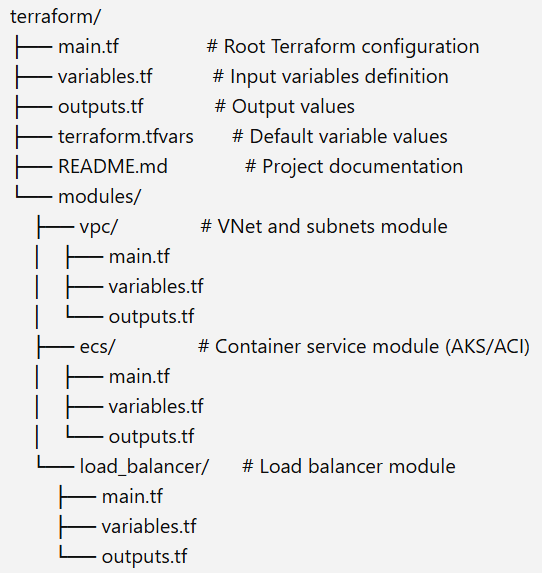 terraform/
├── main.tf # Root Terraform configuration
├── variables.tf # Input variables definition
├── outputs.tf # Output values
├── terraform.tfvars # Default variable values
├── README.md # Project documentation
└── modules/
├── vpc/ # VNet and subnets module
│ ├── main.tf
│ ├── variables.tf
│ └── outputs.tf
├── ecs/ # Container service module (AKS/ACI)
│ ├── main.tf
│ ├── variables.tf
│ └── outputs.tf
└── load_balancer/ # Load balancer module
├── main.tf
├── variables.tf
└── outputs.tf